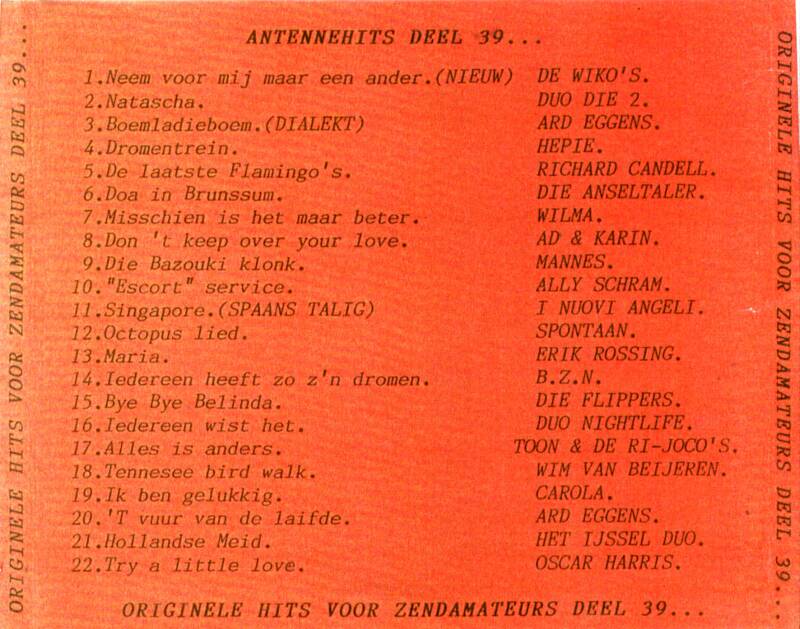 ANTENNEHITS DEEL 39...
1.Neem voor mij maar een ander.(NIEUW) DE WIKO'S.
2.Natascha. DUO DIE 2.
3.Boemladieboem.(DIALEKT) ARD EGGENS.
4.Dromentrein. HEPIE.
5.De laatste Flamingo's. RICHARD CANDELL.
6.Doa in Brunssum. DIE ANSELTALER.
7.Misschien is het maar beter. WILMA.
8.Don 't keep over your love. AD & KARIN.
9.Die Bazouki klonk. MANNES.
10."Escort" service. ALLY SCHRAM.
11.Singapore.(SPAANS TALIG) I NUOVI ANGELI.
12.Octopus lied. SPONTAAN.
13.Maria. ERIK ROSSING.
14.Iedereen heeft zo z'n dromen. B.Z.N.
15.Bye Bye Belinda. DIE FLIPPERS.
16.Iedereen wist het. DUO NIGHTLIFE.
17.Alles is anders. TOON & DE RI-JOCO'S.
18.Tennesee bird walk. WIM VAN BEIJEREN.
19.Ik ben gelukkig. CAROLA.
20.'T vuur van de laifde. ARD EGGENS.
21.Hollandse Meid. HET IJSSEL DUO.
22.Try a little love. OSCAR HARRIS.
ORIGINELE HITS VOOR ZENDAMATEURS DEEL 39...
ORIGINELE HITS VOOR ZENDAMATEURS DEEL 39...
ORIGINELE HITS VOOR ZENDAMATEURS DEEL 39...